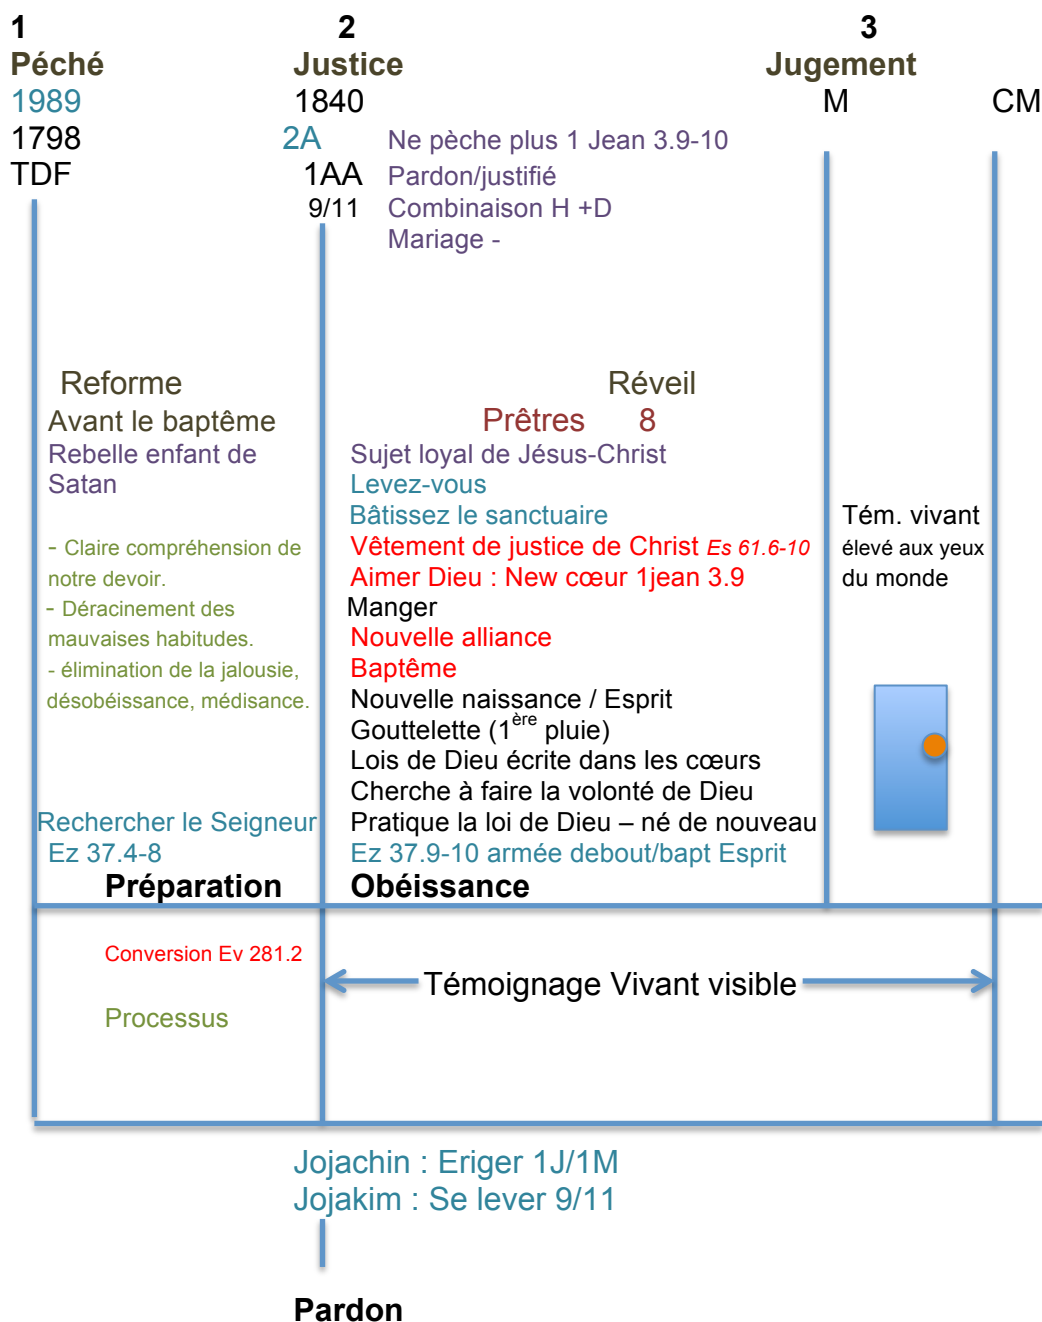 1 2 3
Péché Justice Jugement
1989 1840 M CM
1798 2A Ne pèche plus 1 Jean 3.9-10
TDF 1AA Pardon/justifié
9/11 Combinaison H +D
Mariage -
Reforme Réveil
Avant le baptême Prêtres 8
Rebelle enfant de
Satan
- Claire compréhension de
notre devoir.
- Déracinement des
mauvaises habitudes.
- élimination de la jalousie,
désobéissance, médisance.
Rechercher le Seigneur
Ez 37.4-8
Préparation
Sujet loyal de Jésus-Christ
Levez-vous
Bâtissez le sanctuaire
Vêtement de justice de Christ Es 61.6-10
Aimer Dieu : New cœur 1jean 3.9
Manger
Nouvelle alliance
Baptême
Nouvelle naissance / Esprit
Gouttelette (1ère pluie)
Lois de Dieu écrite dans les cœurs
Cherche à faire la volonté de Dieu
Pratique la loi de Dieu – né de nouveau
Ez 37.9-10 armée debout/bapt Esprit
Obéissance
Tém. vivant
élevé aux yeux
du monde
Conversion Ev 281.2
Témoignage Vivant visible
Processus
Jojachin : Eriger 1J/1M
Jojakim : Se lever 9/11
Pardon